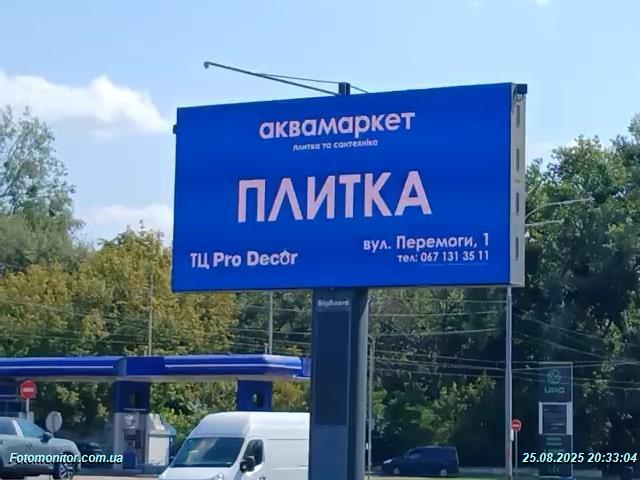 аквамаркет
плитка та сантехніка
ПЛИТКА
вул. Перемоги, 1
ТЦ Pro Decor
тел: 067 131 35 11
BigBoard
UPG
Fotomonitor.com.ua
25.08.2025 20:33:04